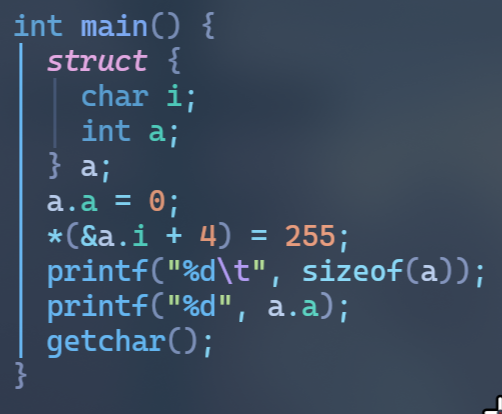 int main() {
struct {
char i;
int a;
} a;
a.a = 0;
*(&a.i + 4) = 255;
printf("%d\t", sizeof(a));
printf("%d", a.a);
getchar();
}